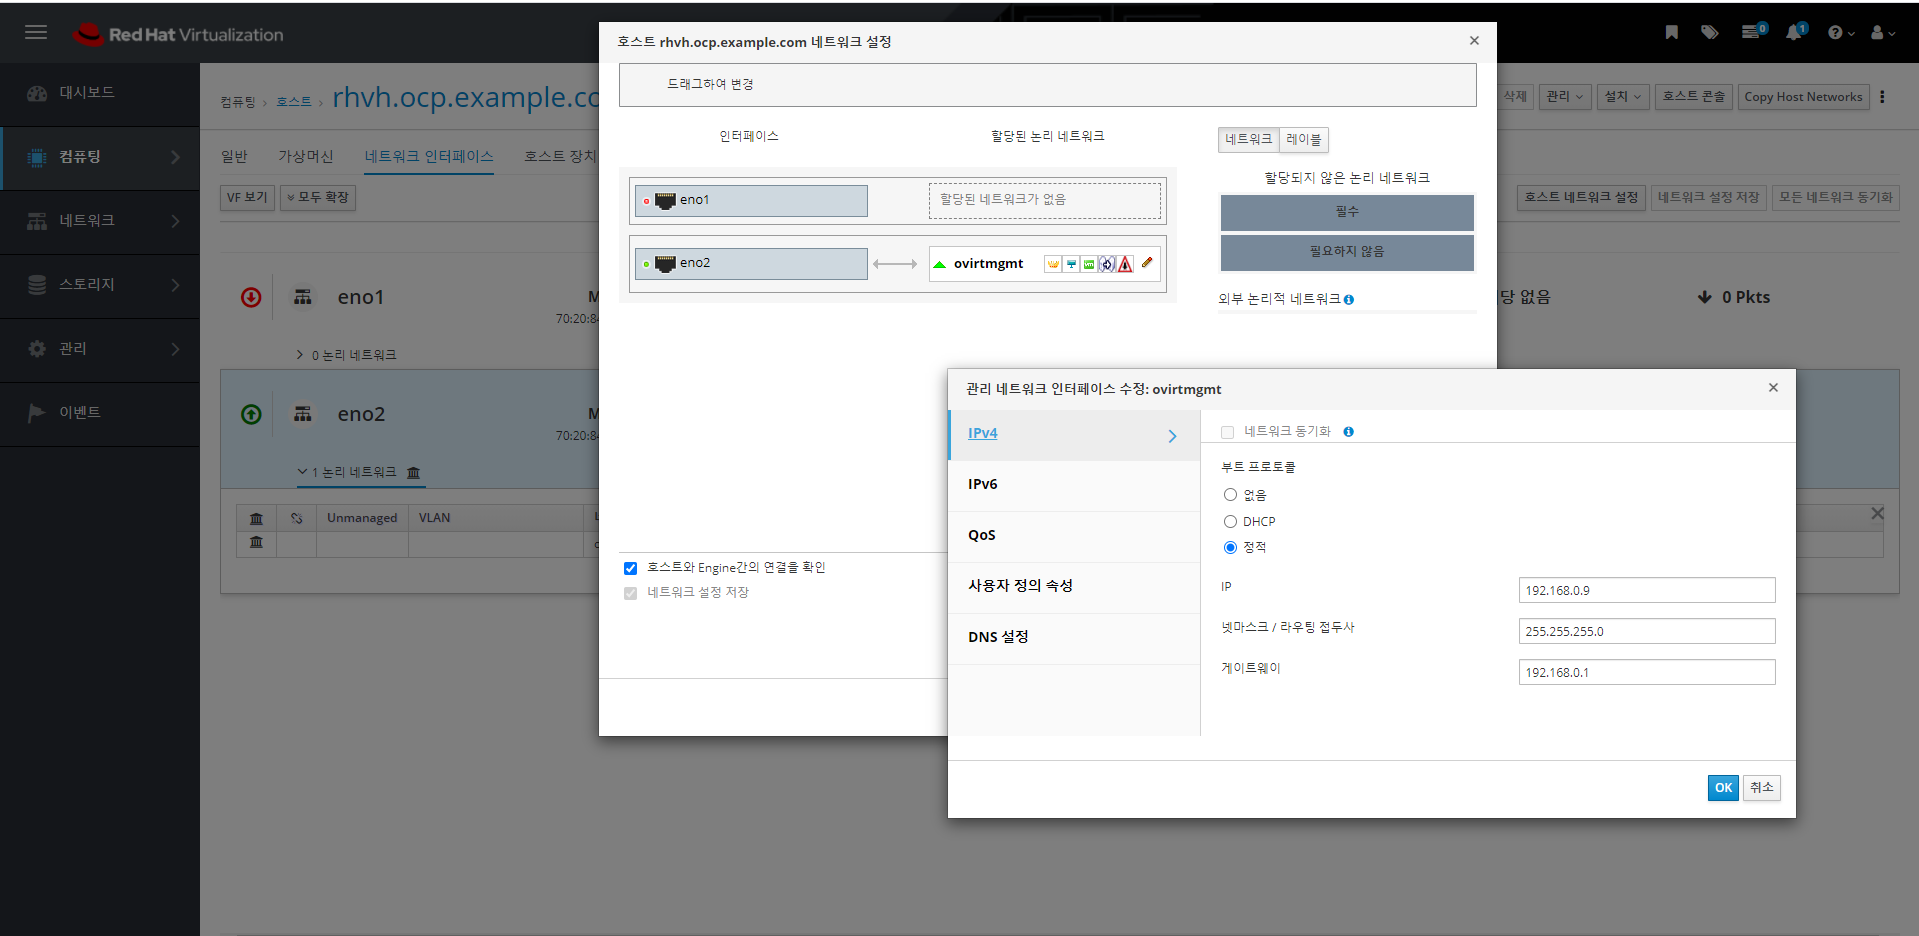 Red Hat Virtualization
0
1
대시보드
컴퓨팅
네트워크
스토리지
관리
이벤트
컴퓨팅 > 호스트 > rhvh.ocp.example.co
삭제
관리
설치
호스트 콘솔
Copy Host Networks
일반
가상머신
네트워크 인터페이스
호스트 장치
VF 보기
모두 확장
호스트 네트워크 설정
네트워크 설정 저장
모든 네트워크 동기화
eno1
M
70:20:84
당 없음
0 Pkts
0 논리 네트워크
eno2
M
70:20:84
1 논리 네트워크
Unmanaged
VLAN
호스트 rhvh.ocp.example.com 네트워크 설정
드래그하여 변경
인터페이스
할당된 논리 네트워크
네트워크
레이블
할당되지 않은 논리 네트워크
eno1
할당된 네트워크가 없음
필수
eno2
ovirtmgmt
필요하지 않음
외부 논리적 네트워크
호스트와 Engine간의 연결을 확인
네트워크 설정 저장
관리 네트워크 인터페이스 수정: ovirtmgmt
IPv4
IPv6
QoS
사용자 정의 속성
DNS 설정
네트워크 동기화
부트 프로토콜
없음
DHCP
정적
IP
192.168.0.9
넷마스크 / 라우팅 접두사
255.255.255.0
게이트웨이
192.168.0.1
OK
취소